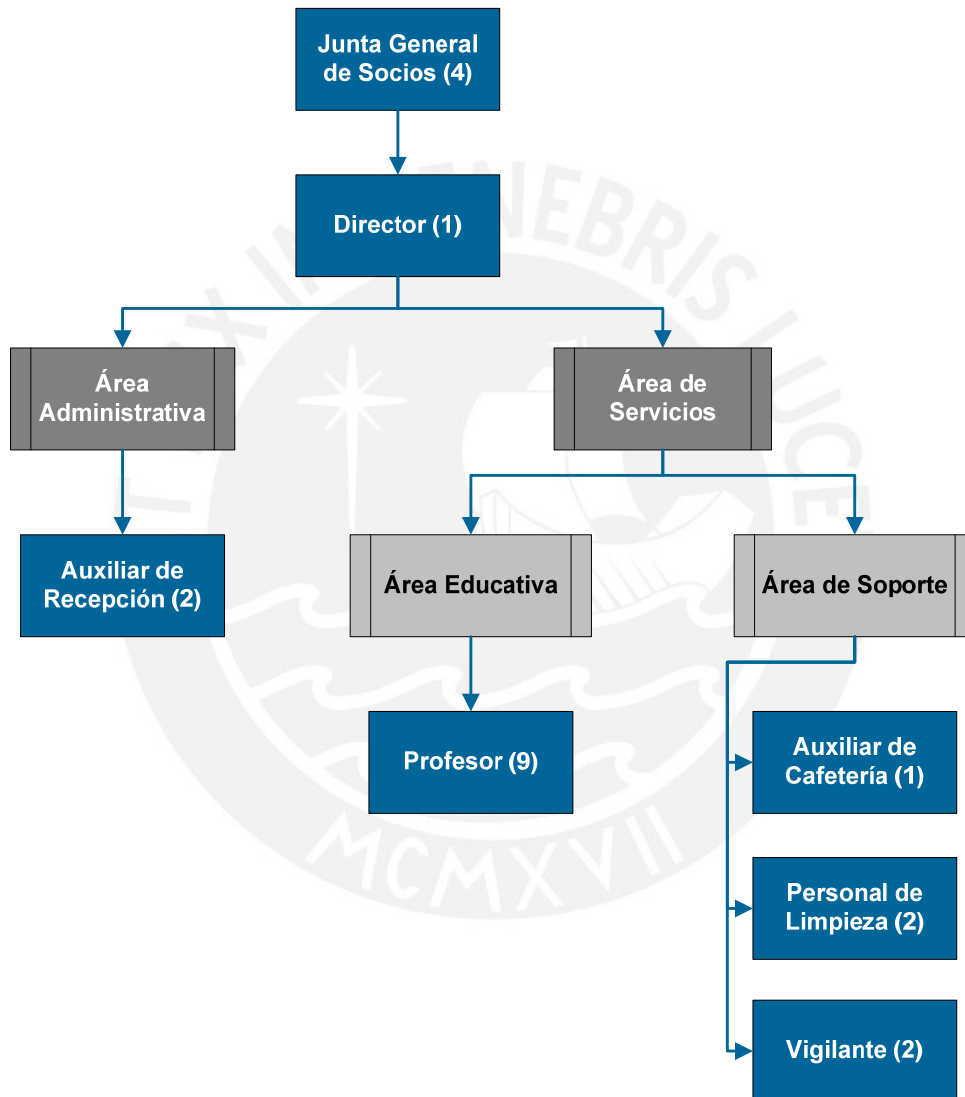 Junta General
de Socios (4)
Director (1)
Área
Administrativa
Área de
Servicios
Auxiliar de
Recepción (2)
Área Educativa
Área de Soporte
Profesor (9)
Auxiliar de
Cafetería (1)
Personal de
Limpieza (2)
Vigilante (2)
MCMXVII